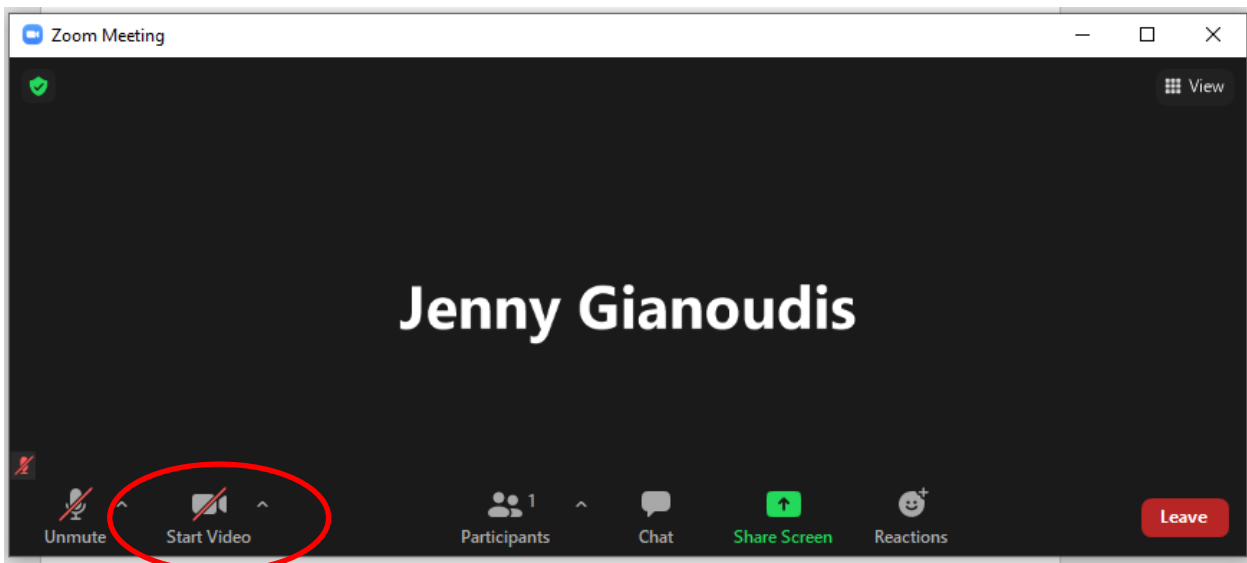 Zoom Meeting
View
Jenny Gianoudis
1
Unmute
Start Video
Participants
Chat
Share Screen
Reactions
Leave